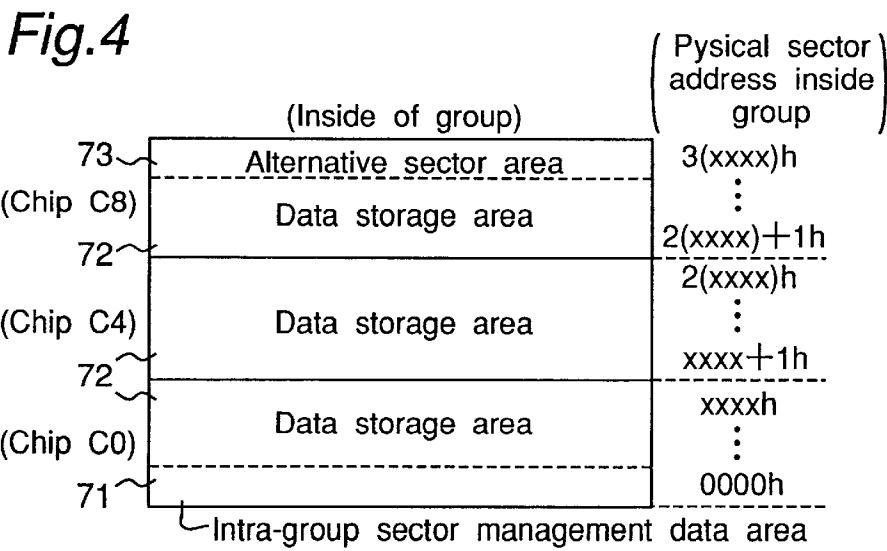 Fig.4
Pysical sector
address inside
group
(Inside of group)
73
Alternative sector area
3(xxxx)h
(Chip C8)
Data storage area
72
2(xxxx)+1h
2(xxxx)h
(Chip C4)
Data storage area
72
xxxx+1h
xxxxh
(Chip C0)
Data storage area
71
0000h
Intra-group sector management data area